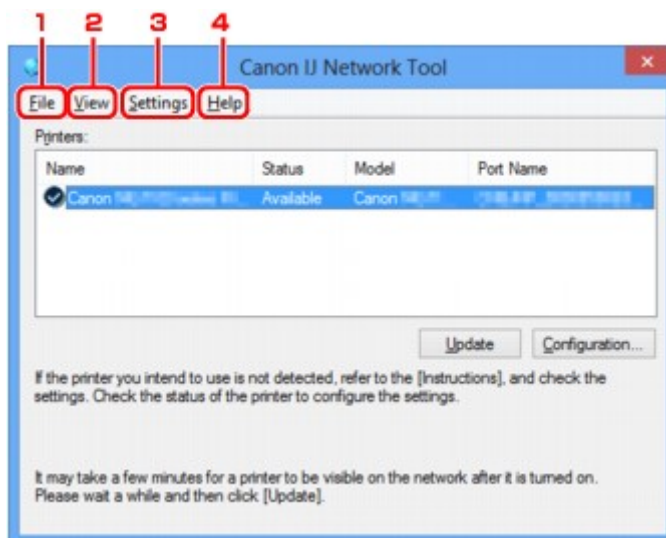 1 2 3 4
Canon IJ Network Tool
File View Settings Help
Printers:
Name Status Model Port Name
Canon Available Canon
Update Configuration...
If the printer you intend to use is not detected, refer to the [Instructions], and check the
settings. Check the status of the printer to configure the settings.
It may take a few minutes for a printer to be visible on the network after it is turned on.
Please wait a while and then click [Update].